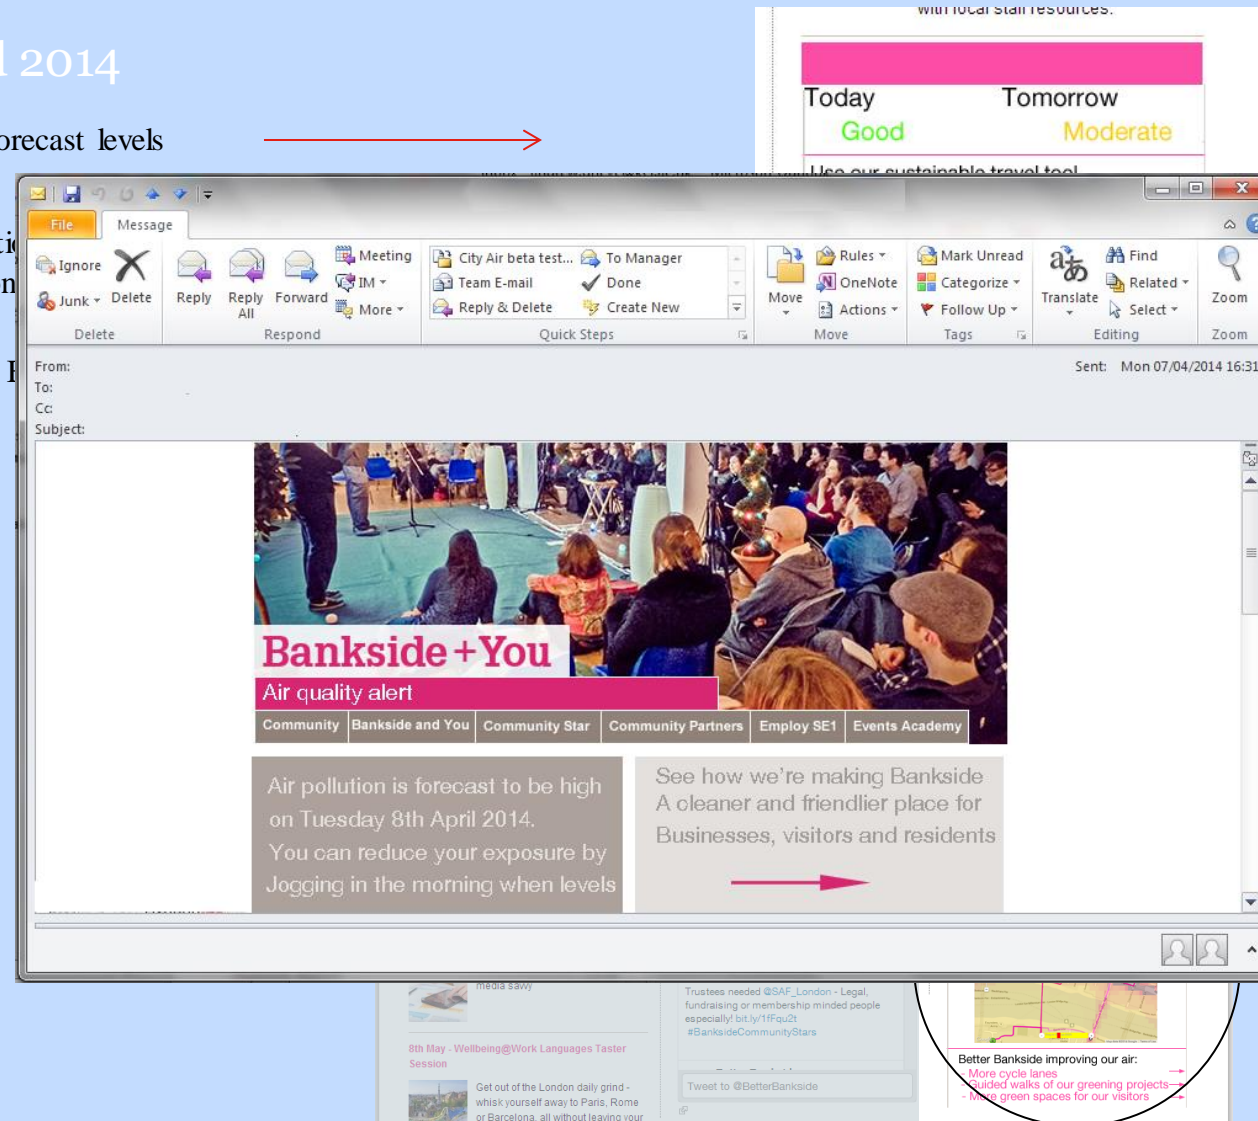 with local staff resources.
2014
Today Tomorrow
Good Moderate
forecast levels
Use our sustainable travel tool
File Message
Ignore
Junk
Delete
Reply
Reply All
Forward
Meeting
IM
More
City Air beta test...
Team E-mail
Reply & Delete
To Manager
Done
Create New
Move
Rules
OneNote
Actions
Mark Unread
Categorize
Follow Up
Translate
Find
Related
Select
Zoom
Delete Respond Quick Steps Move Tags Editing Zoom
From: Sent: Mon 07/04/2014 16:31
To:
Cc:
Subject:
Bankside+You
Air quality alert
Community Bankside and You Community Star Community Partners Employ SE1 Events Academy
Air pollution is forecast to be high
on Tuesday 8th April 2014.
You can reduce your exposure by
Jogging in the morning when levels
See how we're making Bankside
A cleaner and friendlier place for
Businesses, visitors and residents
media savvy
8th May - Wellbeing@Work Languages Taster
Session
Get out of the London daily grind -
whisk yourself away to Paris, Rome
or Barcelona, all without leaving your
Trustees needed @SAF_London - Legal,
fundraising or membership minded people
especially! bit.ly/1fFqu2t
#BanksideCommunityStars
Tweet to @BetterBankside
Better Bankside improving our air:
- More cycle lanes
- Guided walks of our greening projects
- More green spaces for our visitors